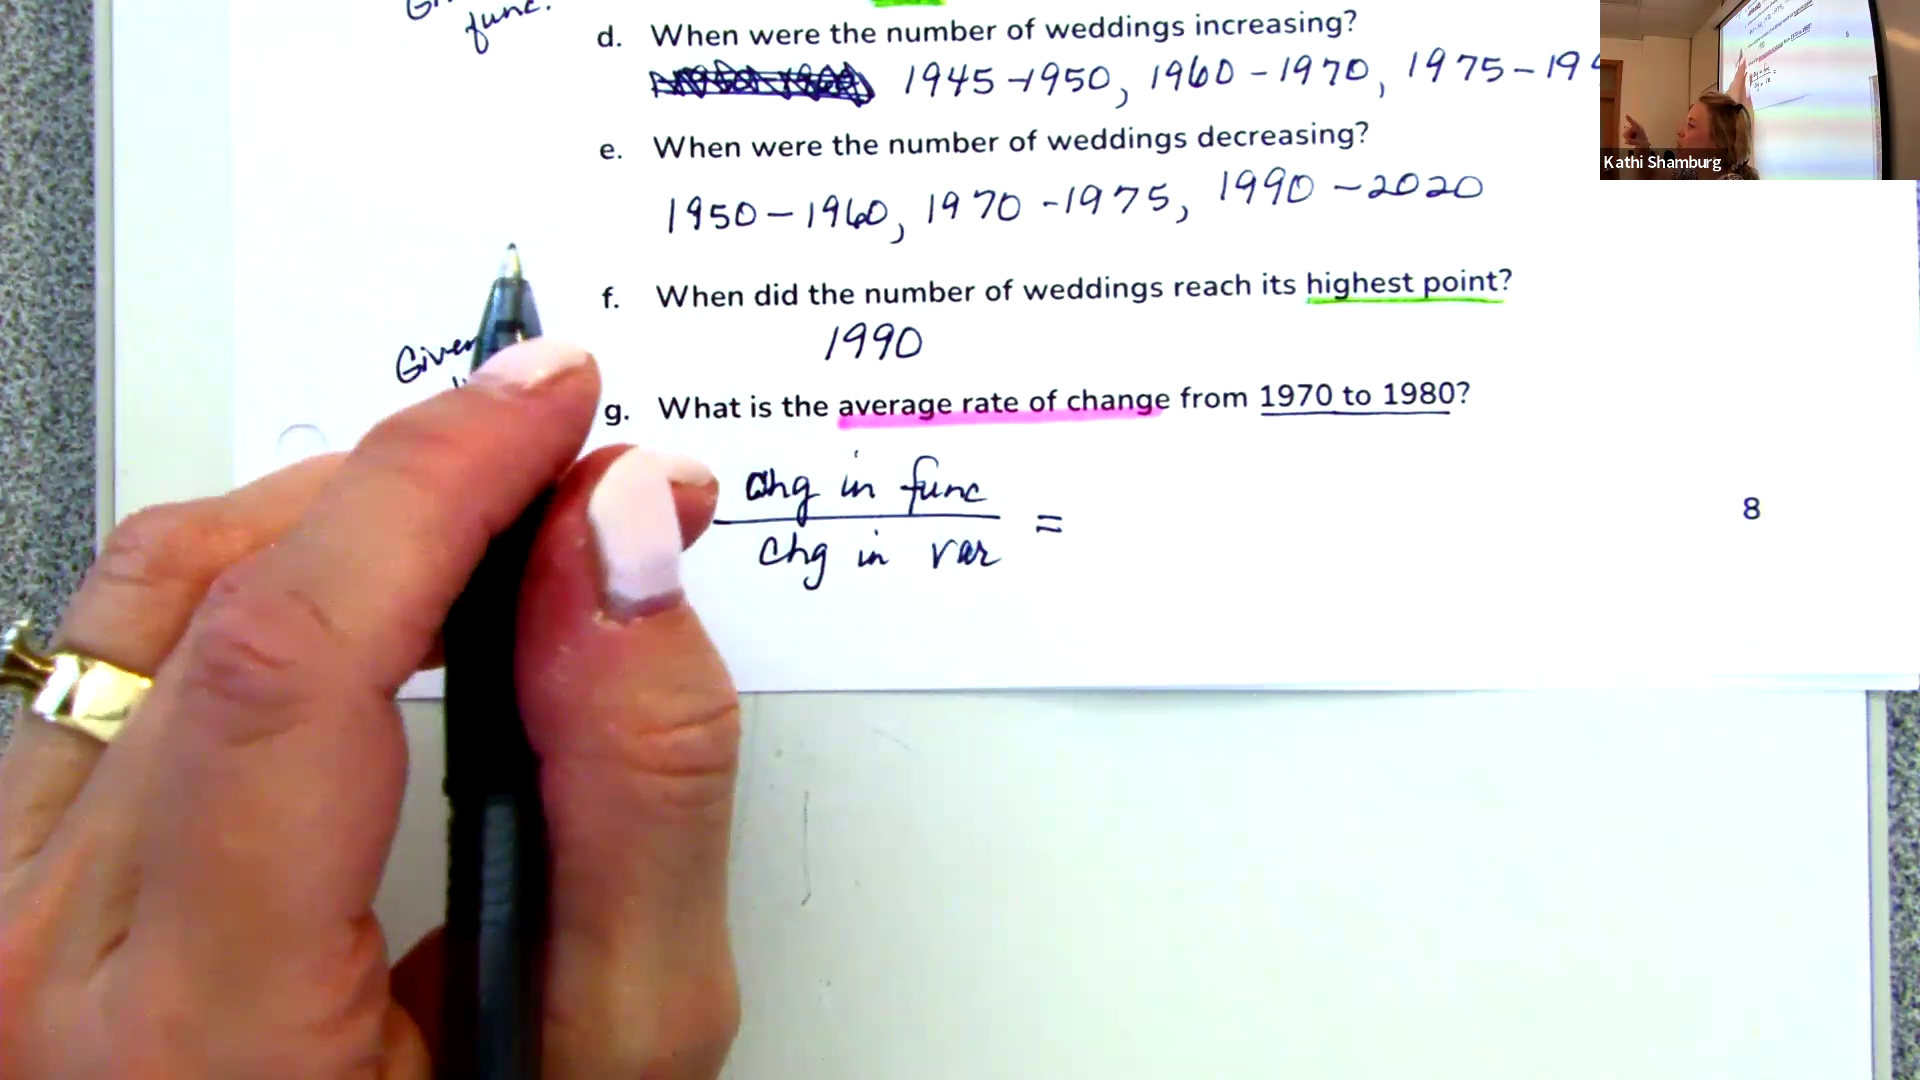 func.
d. When were the number of weddings increasing?
1945-1950, 1960-1970, 1975-19
e. When were the number of weddings decreasing?
1950-1960, 1970-1975, 1990-2020
f. When did the number of weddings reach its highest point?
1990
Given
g. What is the average rate of change from 1970 to 1980?
chg in func
chg in var =
8
Kathi Shamburg